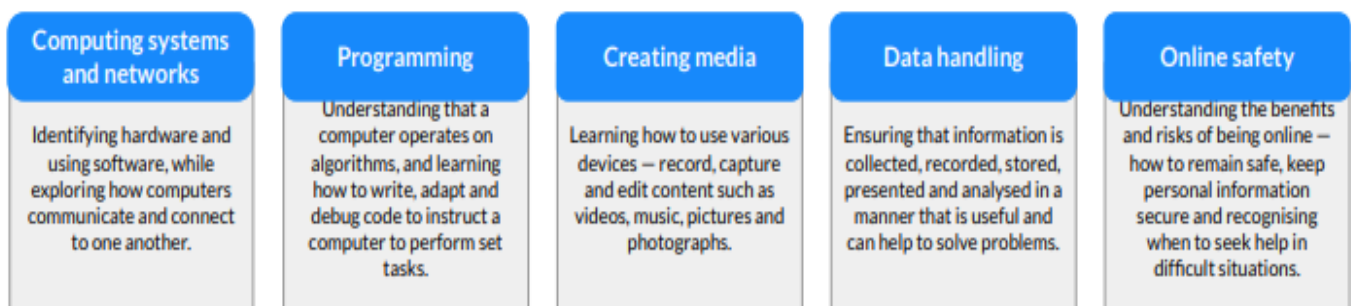 Computing systems
and networks
Identifying hardware and
using software, while
exploring how computers
communicate and connect
to one another.
Programming
Understanding that a
computer operates on
algorithms, and learning
how to write, adapt and
debug code to instruct a
computer to perform set
tasks.
Creating media
Learning how to use various
devices — record, capture
and edit content such as
videos, music, pictures and
photographs.
Data handling
Ensuring that information is
collected, recorded, stored,
presented and analysed in a
manner that is useful and
can help to solve problems.
Online safety
Understanding the benefits
and risks of being online —
how to remain safe, keep
personal information
secure and recognising
when to seek help in
difficult situations.